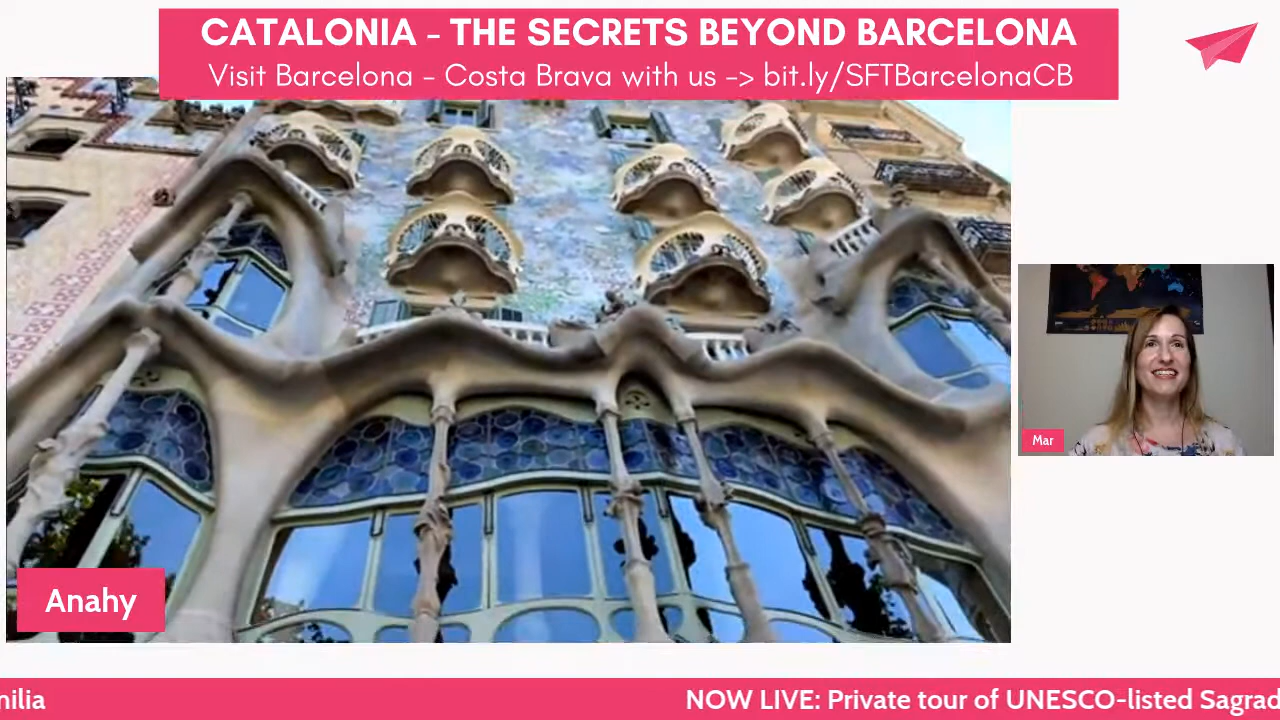 CATALONIA - THE SECRETS BEYOND BARCELONA
Visit Barcelona - Costa Brava with us -> bit.ly/SFTBarcelonaCB
Mar
Anahy
nilia
NOW LIVE: Private tour of UNESCO-listed Sagrad